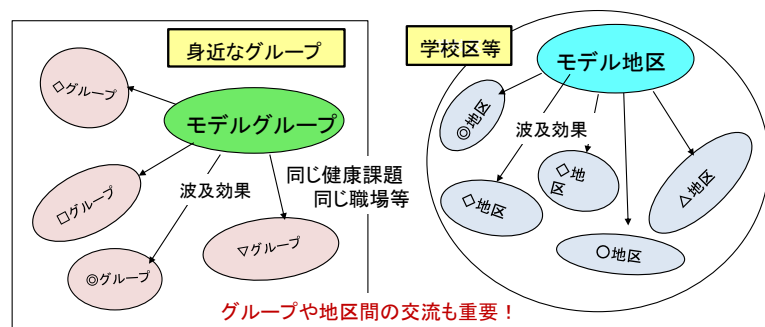 身近なグループ
◇グループ
モデルグループ
波及効果
同じ健康課題
同じ職場等
□グループ
▽グループ
◎グループ
学校区等
モデル地区
◎地区
波及効果
◇地
区
△地区
◇地区
〇地区
グループや地区間の交流も重要！